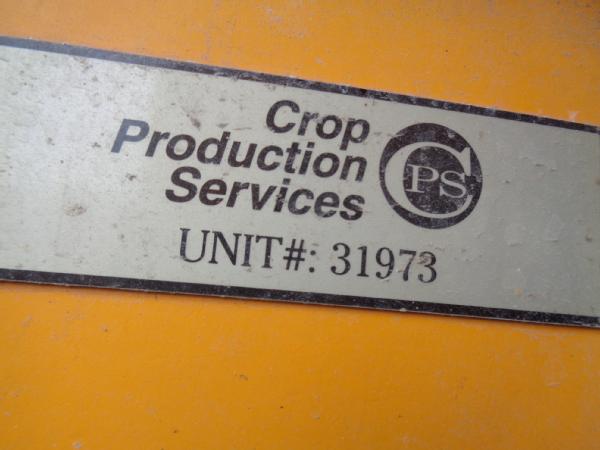 Crop
Production
Services
CPS
UNIT#: 31973